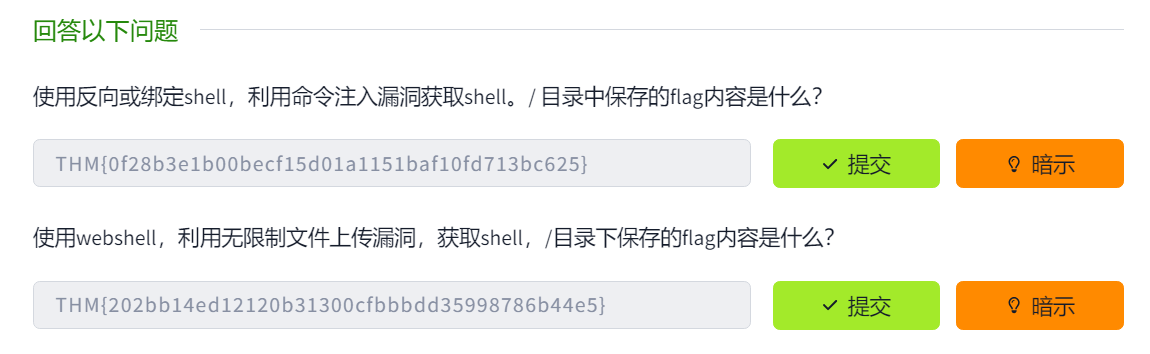 回答以下问题
使用反向或绑定shell，利用命令注入漏洞获取shell。/ 目录中保存的flag内容是什么？
THM{0f28b3e1b00becf15d01a1151baf10fd713bc625}
提交
暗示
使用webshell，利用无限制文件上传漏洞，获取shell，/目录下保存的flag内容是什么？
THM{202bb14ed12120b31300cfbbbdd35998786b44e5}
提交
暗示